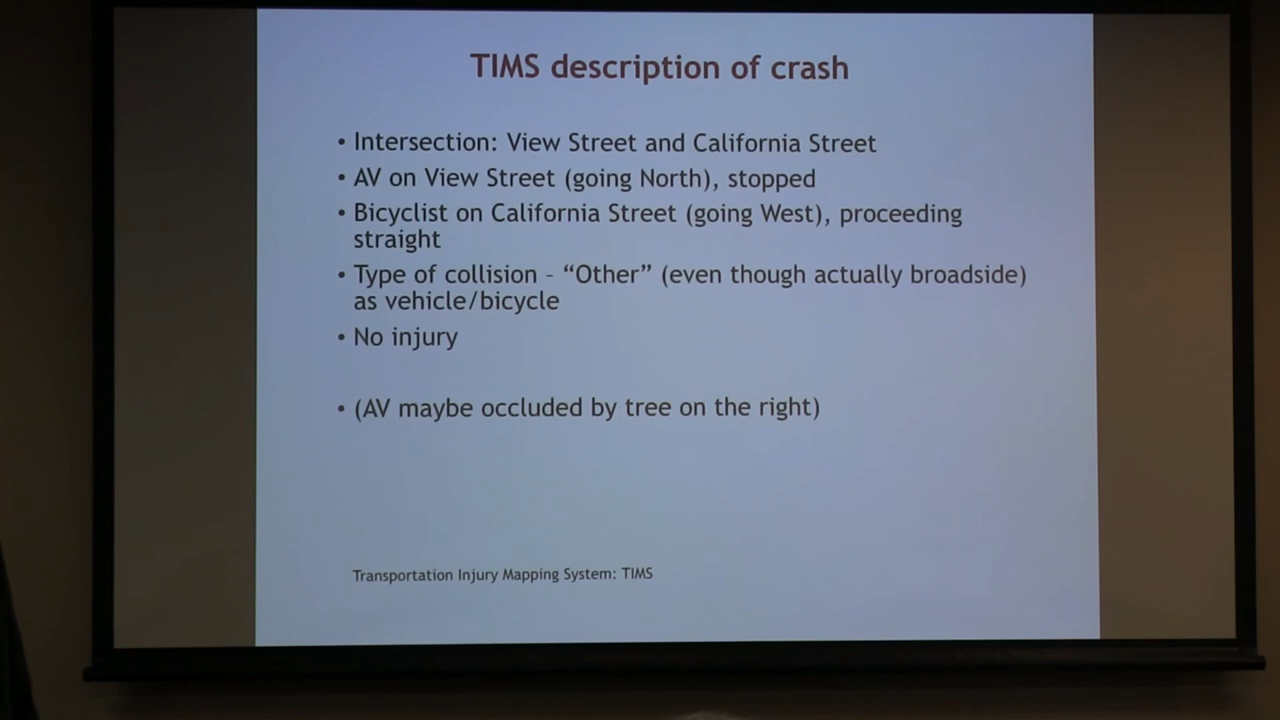 TIMS description of crash
• Intersection: View Street and California Street
• AV on View Street (going North), stopped
• Bicyclist on California Street (going West), proceeding
straight
• Type of collision – “Other” (even though actually broadside)
as vehicle/bicycle
• No injury
• (AV maybe occluded by tree on the right)
Transportation Injury Mapping System: TIMS